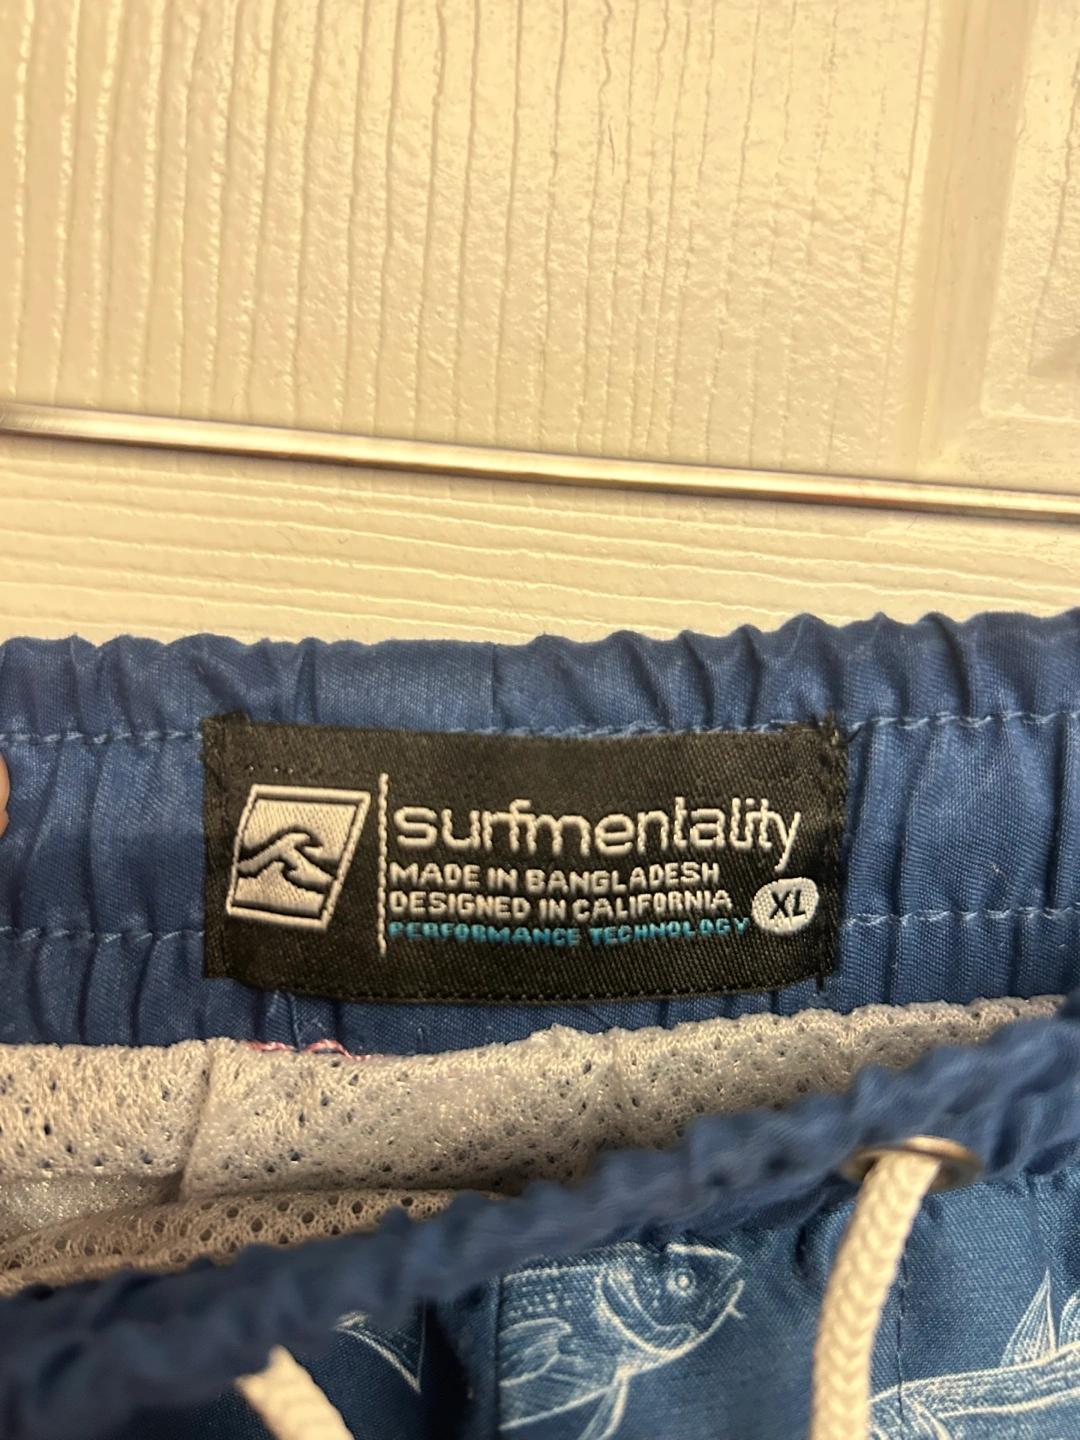 surfmentality
MADE IN BANGLADESH
DESIGNED IN CALIFORNIA
PERFORMANCE TECHNOLOGY
XL